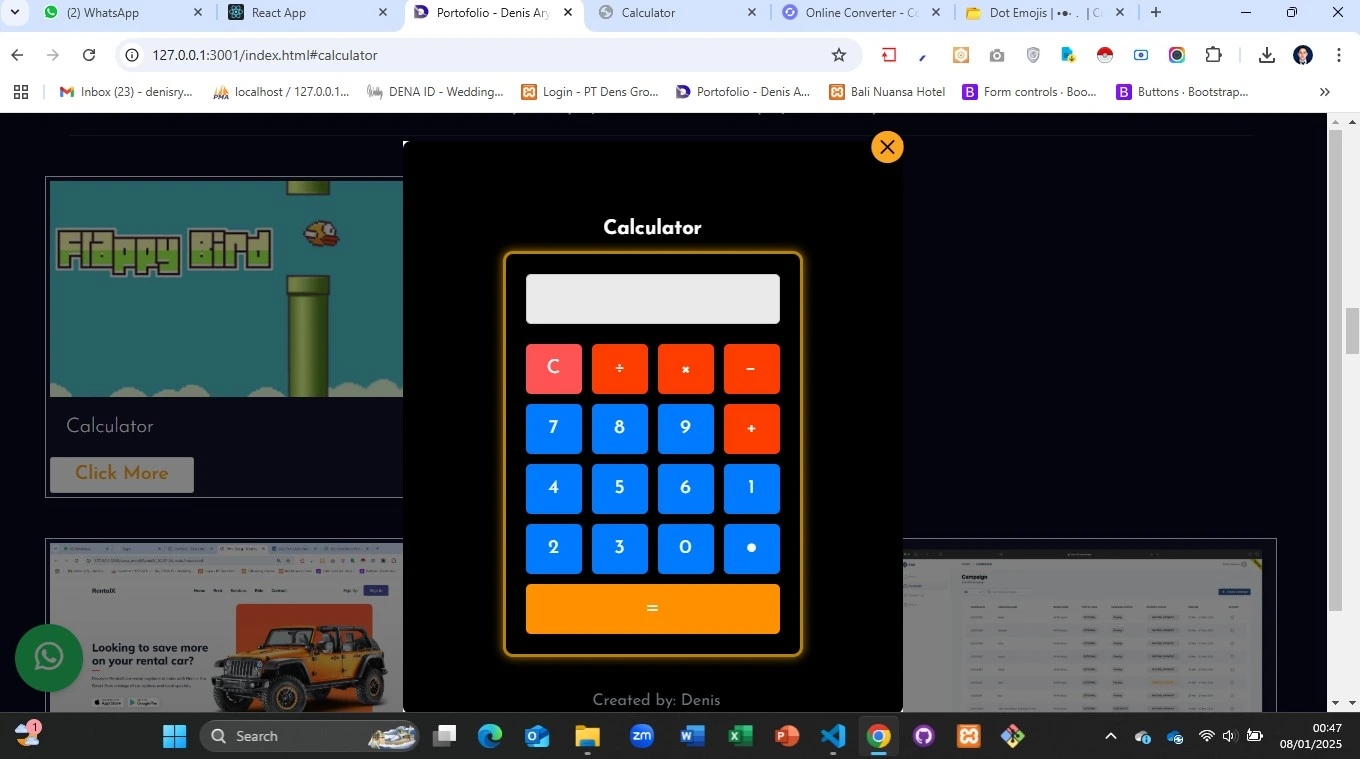 (2) WhatsApp
React App
Portofolio - Denis Ary
Calculator
Online Converter - Co
Dot Emojis | •●· . | C
127.0.0.1:3001/index.html#calculator
Inbox (23) - denisry...
localhost / 127.0.0.1...
DENA ID - Wedding...
Login - PT Dens Gro...
Portofolio - Denis A...
Bali Nuansa Hotel
Form controls · Boo...
Buttons · Bootstrap...
Flappy Bird
Calculator
Click More
Calculator
C ÷ × −
7 8 9 +
4 5 6 1
2 3 0 ●
=
Created by: Denis
RentalX
Looking to save more
on your rental car?
Campaign
1
Search
00:47
08/01/2025